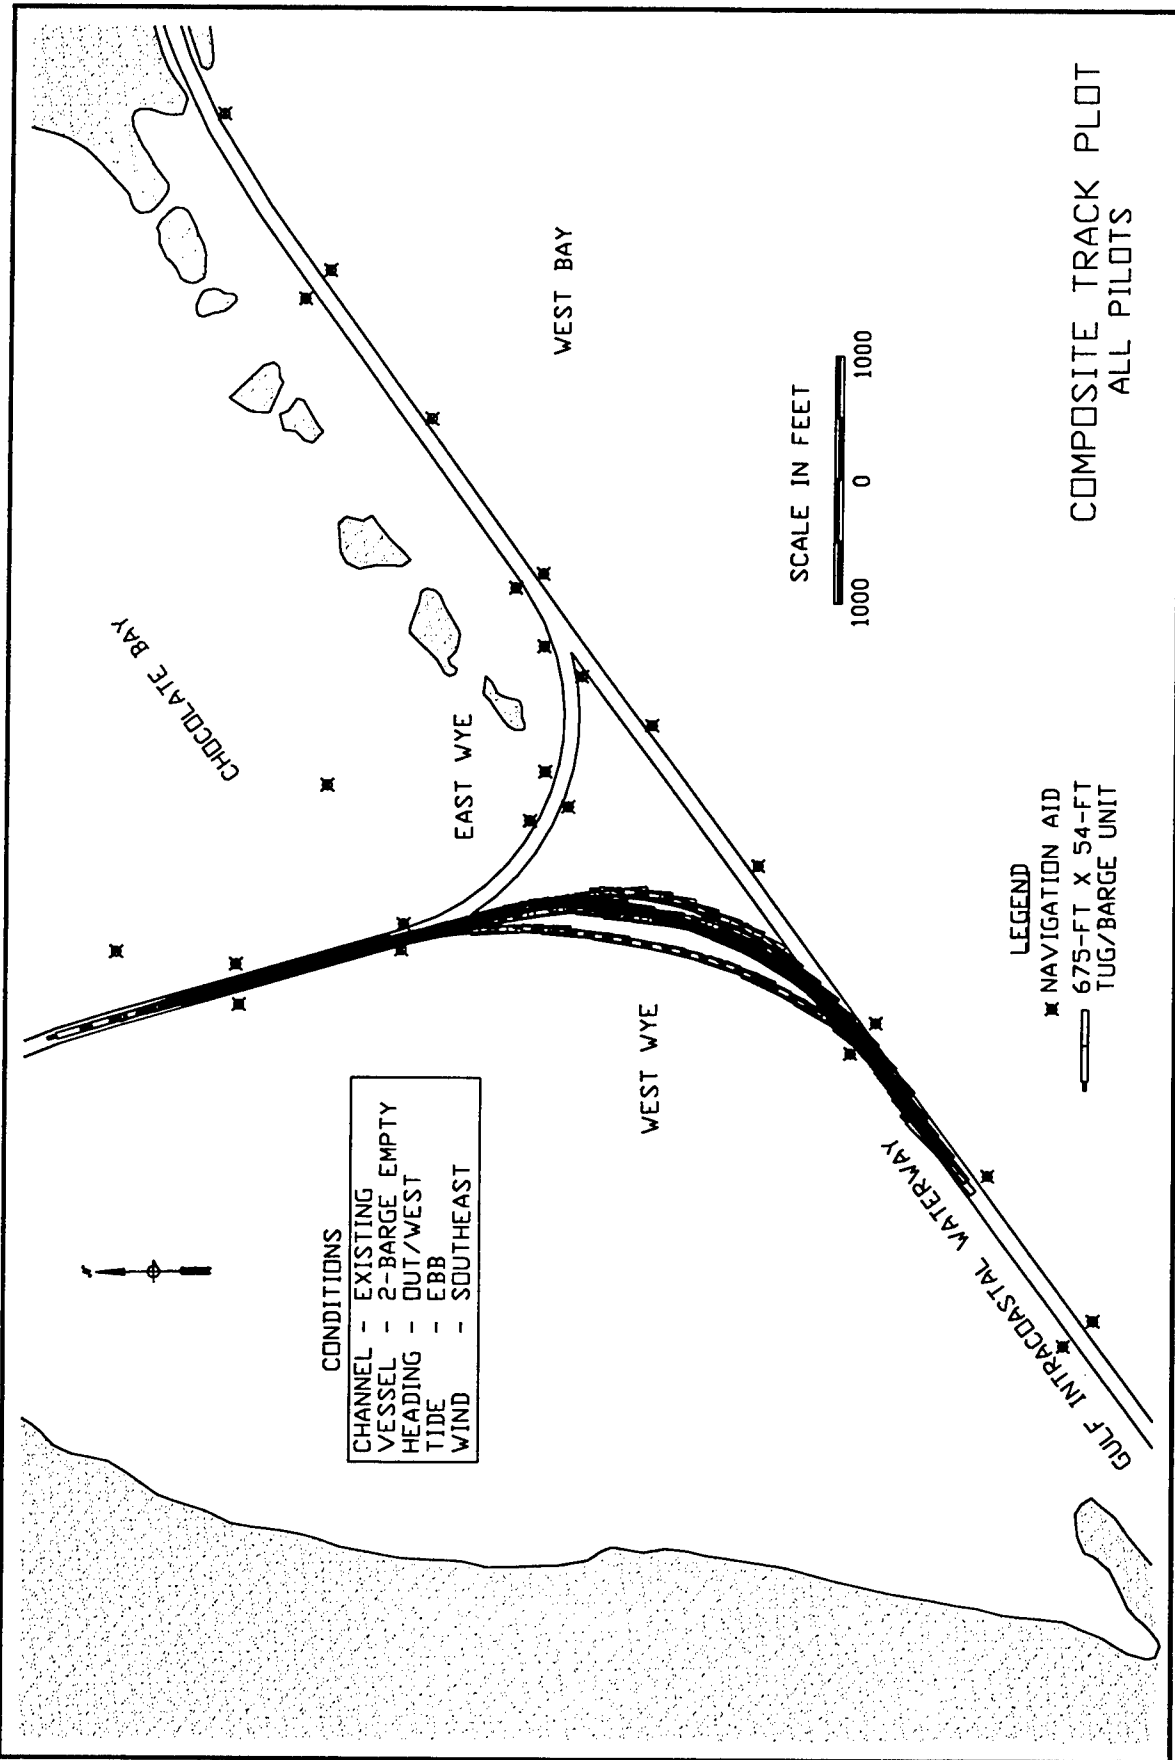 CONDITIONS
CHANNEL - EXISTING
VESSEL - 2-BARGE EMPTY
HEADING - OUT/WEST
TIDE - EBB
WIND - SOUTHEAST
CHOCOLATE BAY
EAST WYE
WEST WYE
WEST BAY
GULF INTRACOASTAL WATERWAY
SCALE IN FEET
1000 0 1000
LEGEND
NAVIGATION AID
675-FT X 54-FT
TUG/BARGE UNIT
COMPOSITE TRACK PLOT
ALL PILOTS